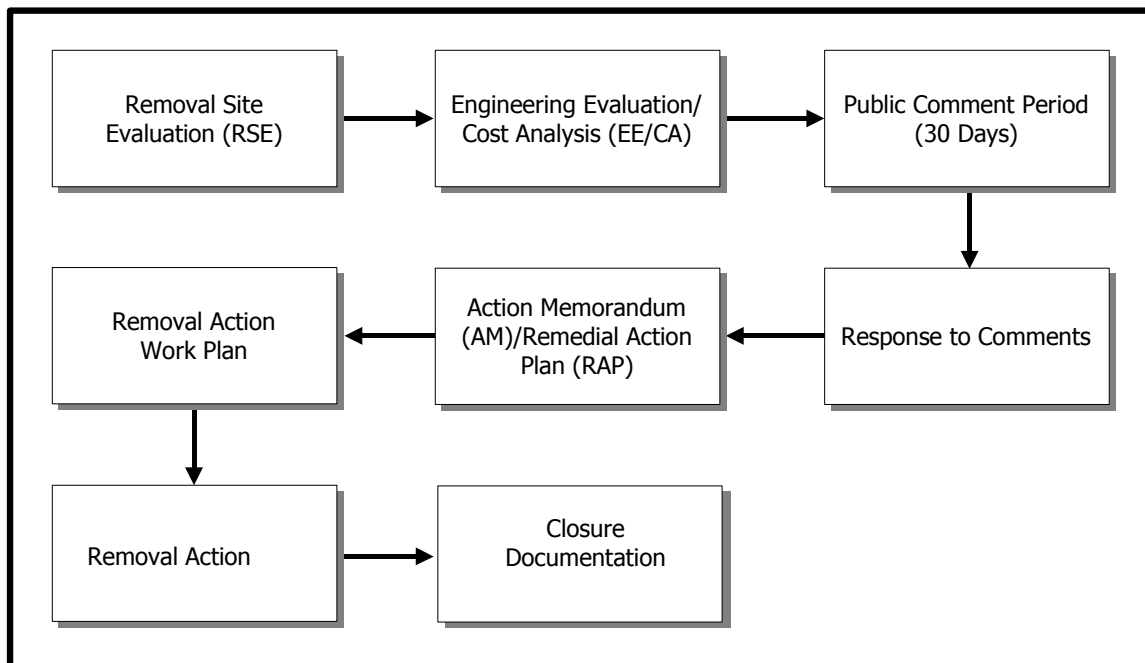 Removal Site
Evaluation (RSE)
Engineering Evaluation/
Cost Analysis (EE/CA)
Public Comment Period
(30 Days)
Response to Comments
Action Memorandum
(AM)/Remedial Action
Plan (RAP)
Removal Action
Work Plan
Removal Action
Closure
Documentation